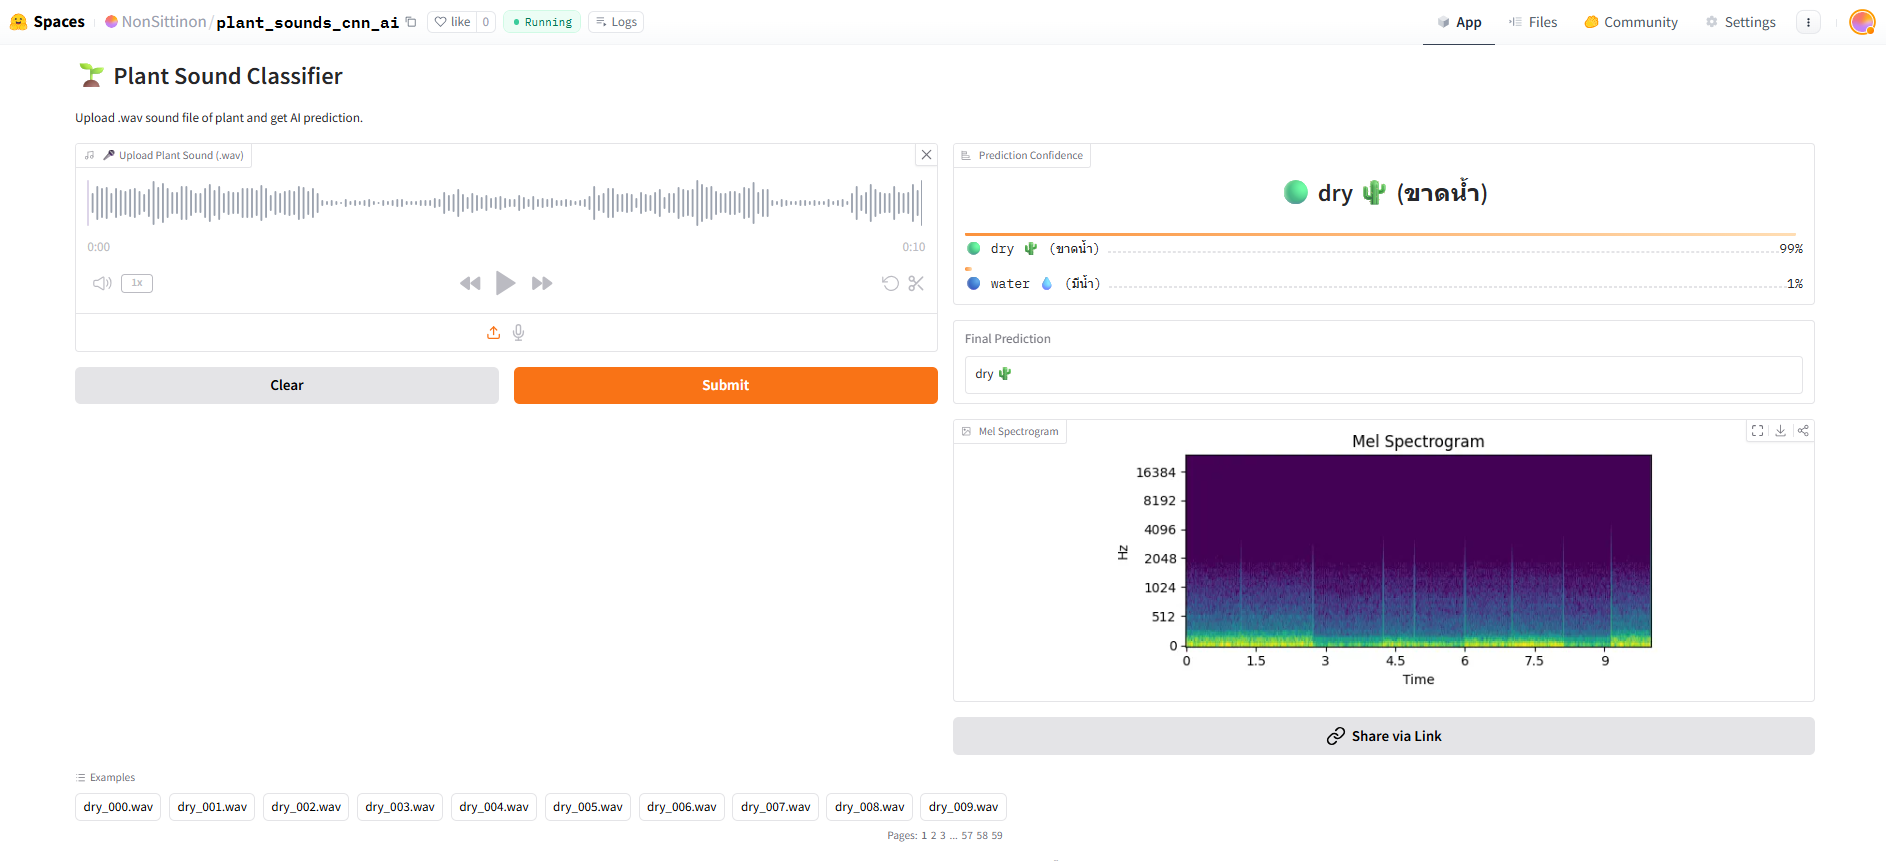 Spaces NonSittinon/plant_sounds_cnn_ai like 0 Running Logs App Files Community Settings
Plant Sound Classifier
Upload .wav sound file of plant and get AI prediction.
Upload Plant Sound (.wav)
0:00 0:10
1x
Clear Submit
Prediction Confidence
dry (ขาดน้ำ)
dry (ขาดน้ำ) 99%
water (มีน้ำ) 1%
Final Prediction
dry
Mel Spectrogram
Mel Spectrogram
16384
8192
4096
2048
1024
512
0
Hz
0 1.5 3 4.5 6 7.5 9
Time
Share via Link
Examples
dry_000.wav dry_001.wav dry_002.wav dry_003.wav dry_004.wav dry_005.wav dry_006.wav dry_007.wav dry_008.wav dry_009.wav
Pages: 1 2 3 ... 57 58 59